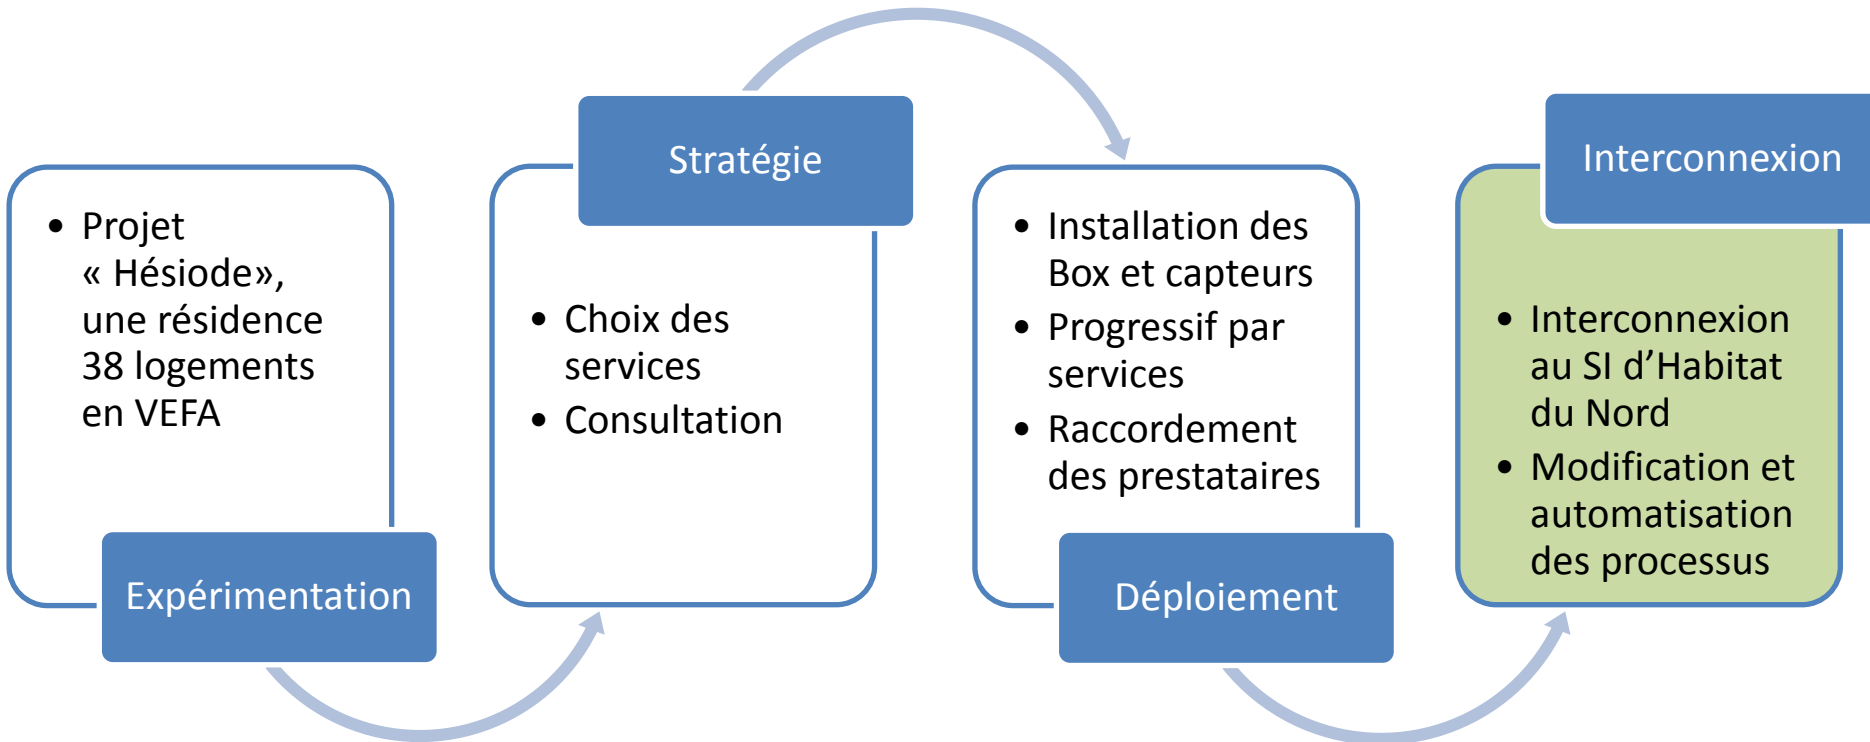 • Projet
« Hésiode»,
une résidence
38 logements
en VEFA
Expérimentation
Stratégie
• Choix des
services
• Consultation
• Installation des
Box et capteurs
• Progressif par
services
• Raccordement
des prestataires
Déploiement
Interconnexion
• Interconnexion
au SI d’Habitat
du Nord
• Modification et
automatisation
des processus